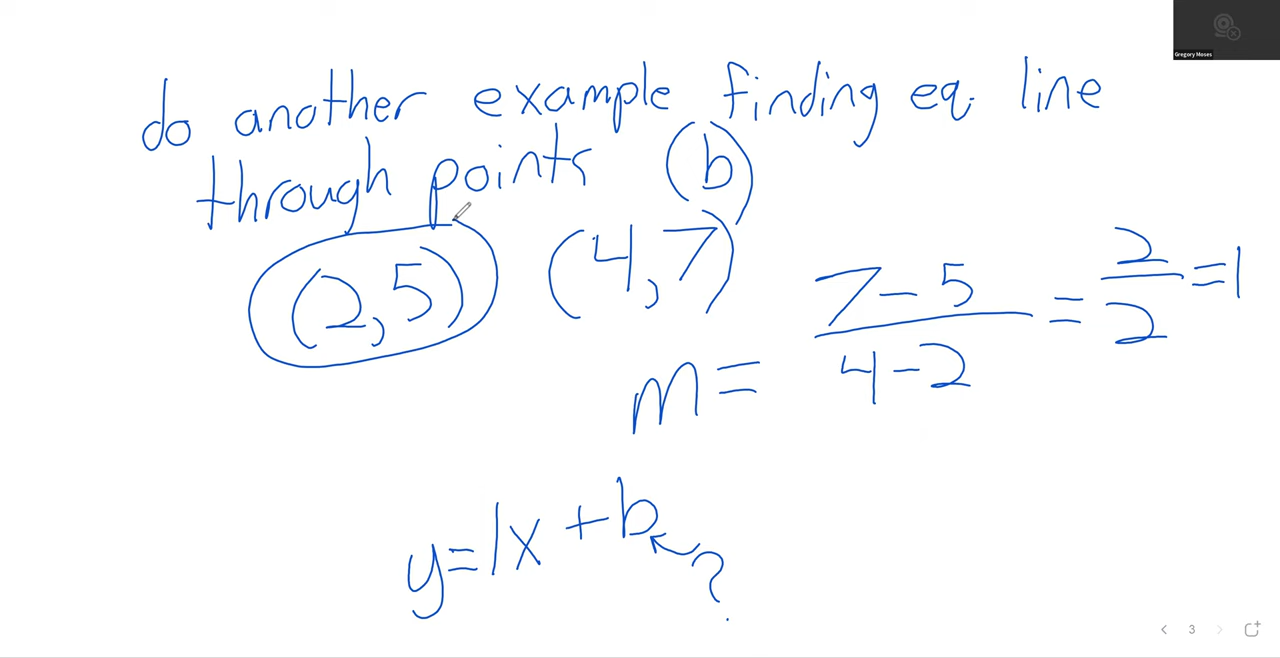 Gregory Moses
do another example finding eq. line
through points (b)
(2,5) (4,7)
m = 7-5/4-2 = 2/2 = 1
y=1x+b ?
3